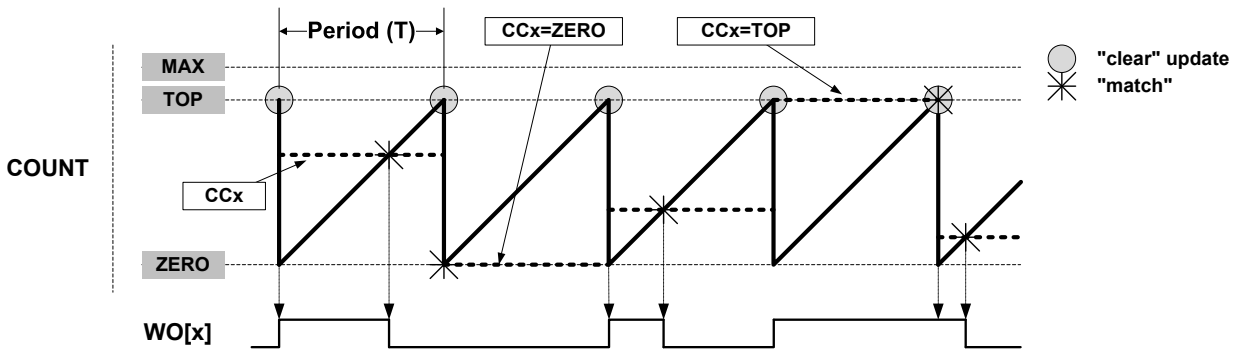 Period (T)
CCx=ZERO
CCx=TOP
"clear" update
"match"
MAX
TOP
COUNT
CCx
ZERO
WO[x]